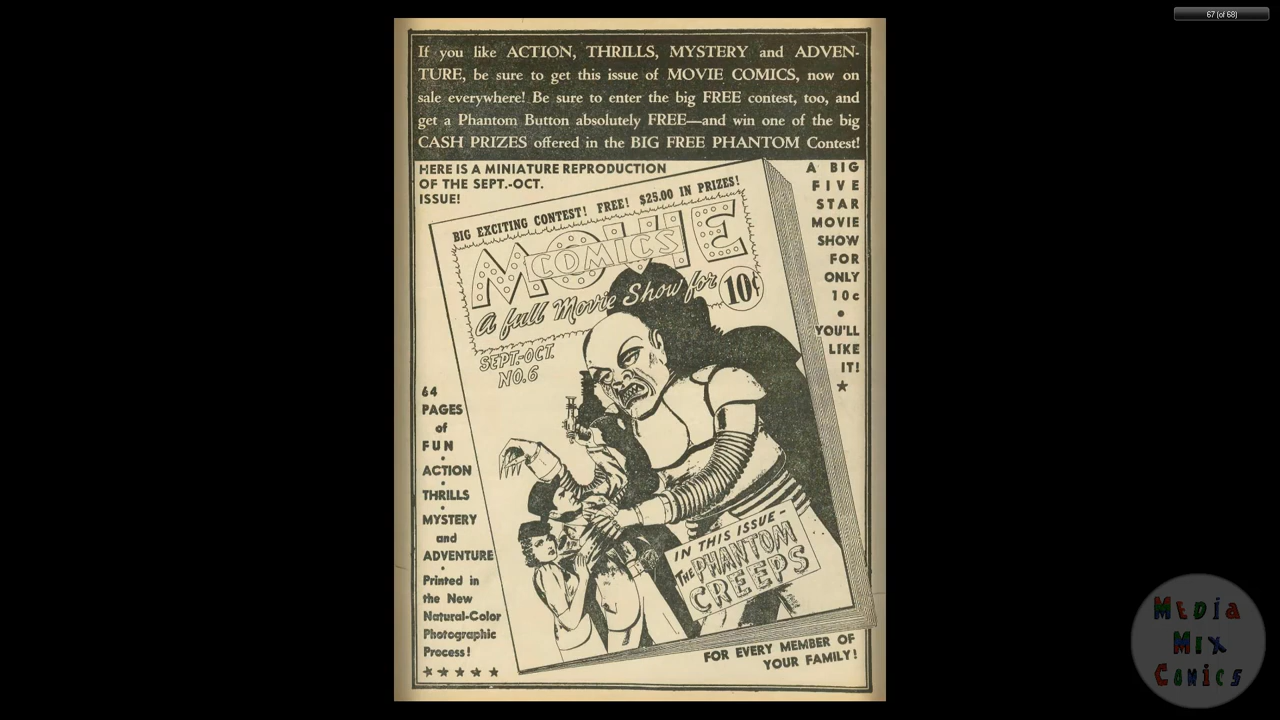 67 (of 68)
If you like ACTION, THRILLS, MYSTERY and ADVEN-
TURE, be sure to get this issue of MOVIE COMICS, now on
sale everywhere! Be sure to enter the big FREE contest, too, and
get a Phantom Button absolutely FREE—and win one of the big
CASH PRIZES offered in the BIG FREE PHANTOM Contest!
HERE IS A MINIATURE REPRODUCTION
OF THE SEPT.-OCT.
ISSUE!
BIG EXCITING CONTEST! FREE! $25.00 IN PRIZES!
MOVIE
COMICS
A full Movie Show for
10¢
SEPT.-OCT.
NO.6
IN THIS ISSUE-
THE PHANTOM
CREEPS
A BIG
FIVE
STAR
MOVIE
SHOW
FOR
ONLY
10c
•
YOU'LL
LIKE
IT!
★
64
PAGES
of
FUN
•
ACTION
•
THRILLS
•
MYSTERY
and
ADVENTURE
•
Printed in
the New
Natural-Color
Photographic
Process!
★ ★ ★ ★ ★
FOR EVERY MEMBER OF
YOUR FAMILY!
MEDiA
MiX
COMiCS